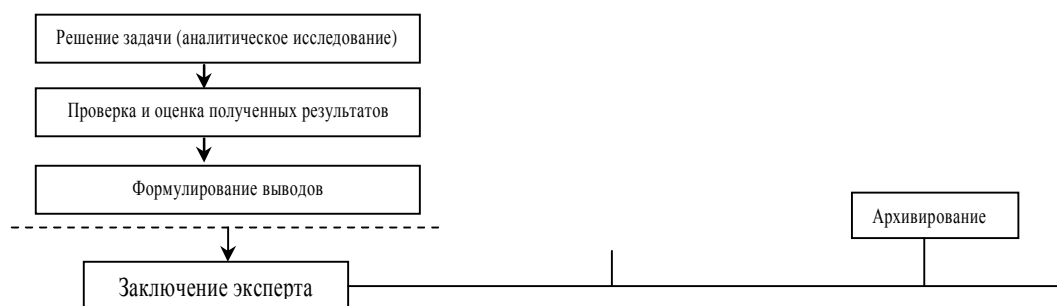 Решение задачи (аналитическое исследование)
Проверка и оценка полученных результатов
Формулирование выводов
Архивирование
Заключение эксперта